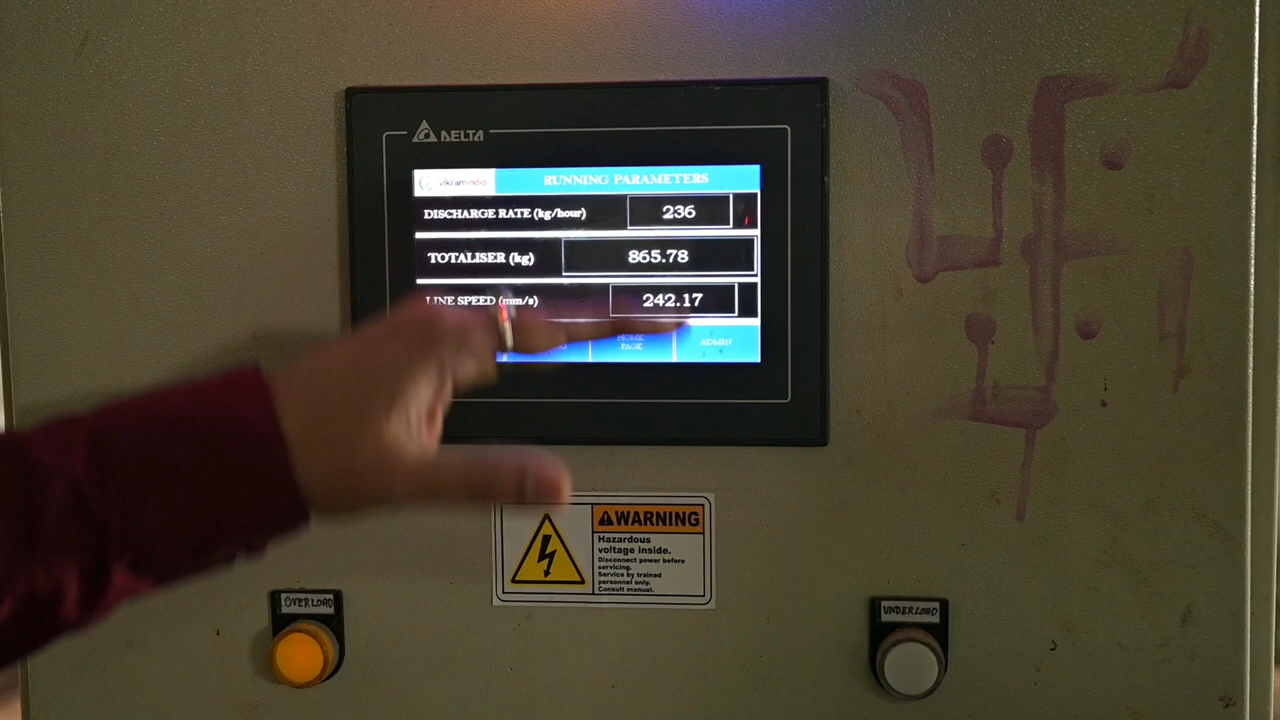 DELTA
vikramindia
RUNNING PARAMETERS
DISCHARGE RATE (kg/hour) 236
TOTALISER (kg) 865.78
LINE SPEED (mm/s) 242.17
HOME
PAGE
ADMIN
WARNING
Hazardous
voltage inside.
Disconnect power before
servicing.
Service by trained
personnel only.
Consult manual.
OVERLOAD
UNDERLOAD